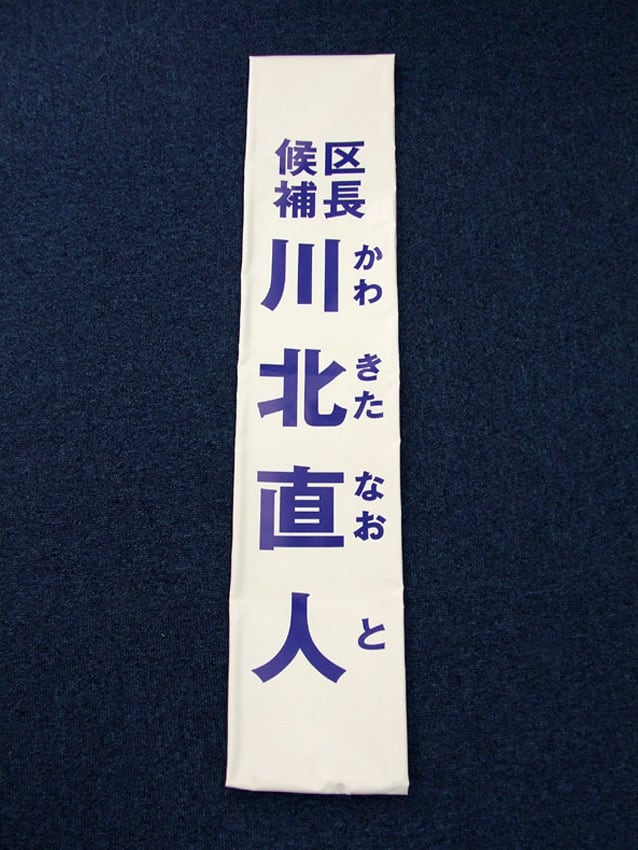 区長
候補
川北直人
かわきたなおと